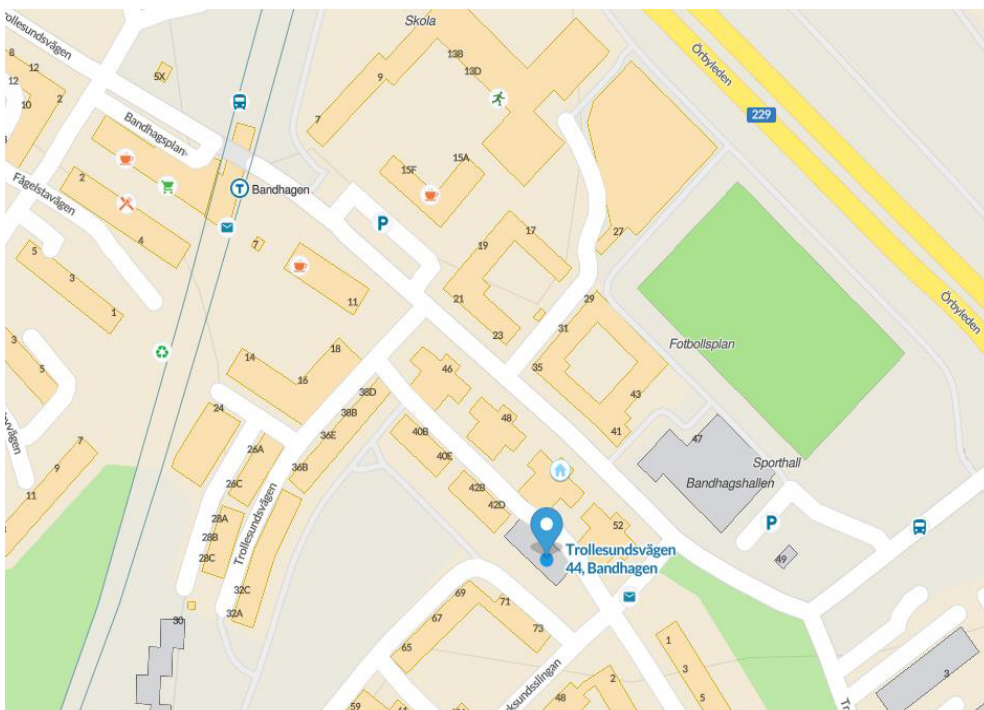 Skola
Trollesundsvägen
8
12
12
10
2
5X
13B
13D
9
7
Örbyleden
229
Bandhagsplan
15A
15F
2
T Bandhagen
Fågelstavägen
P
4
7
17
19
27
5
3
1
11
21
23
29
31
Örbyleden
3
5
14
18
16
46
35
Fotbollsplan
43
38D
38B
24
36E
40B
48
41
47
7
9
11
26A
40E
36B
Sporthall
Bandhagshallen
26C
42B
42D
28A
28B
28C
Trollesundsvägen
52
P
Trollesundsvägen
44, Bandhagen
49
32C
32A
30
69
71
67
73
65
1
3
5
3
2
48
59